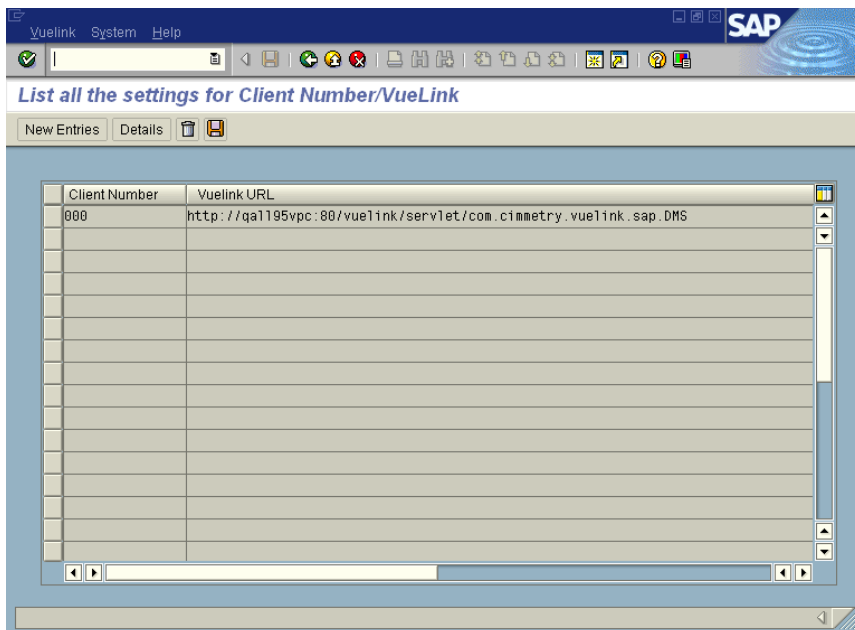 Vuelink System Help
SAP
List all the settings for Client Number/VueLink
New Entries Details
Client Number Vuelink URL
000 http://qa1195vpc:80/vuelink/servlet/com.cimmetry.vuelink.sap.DMS